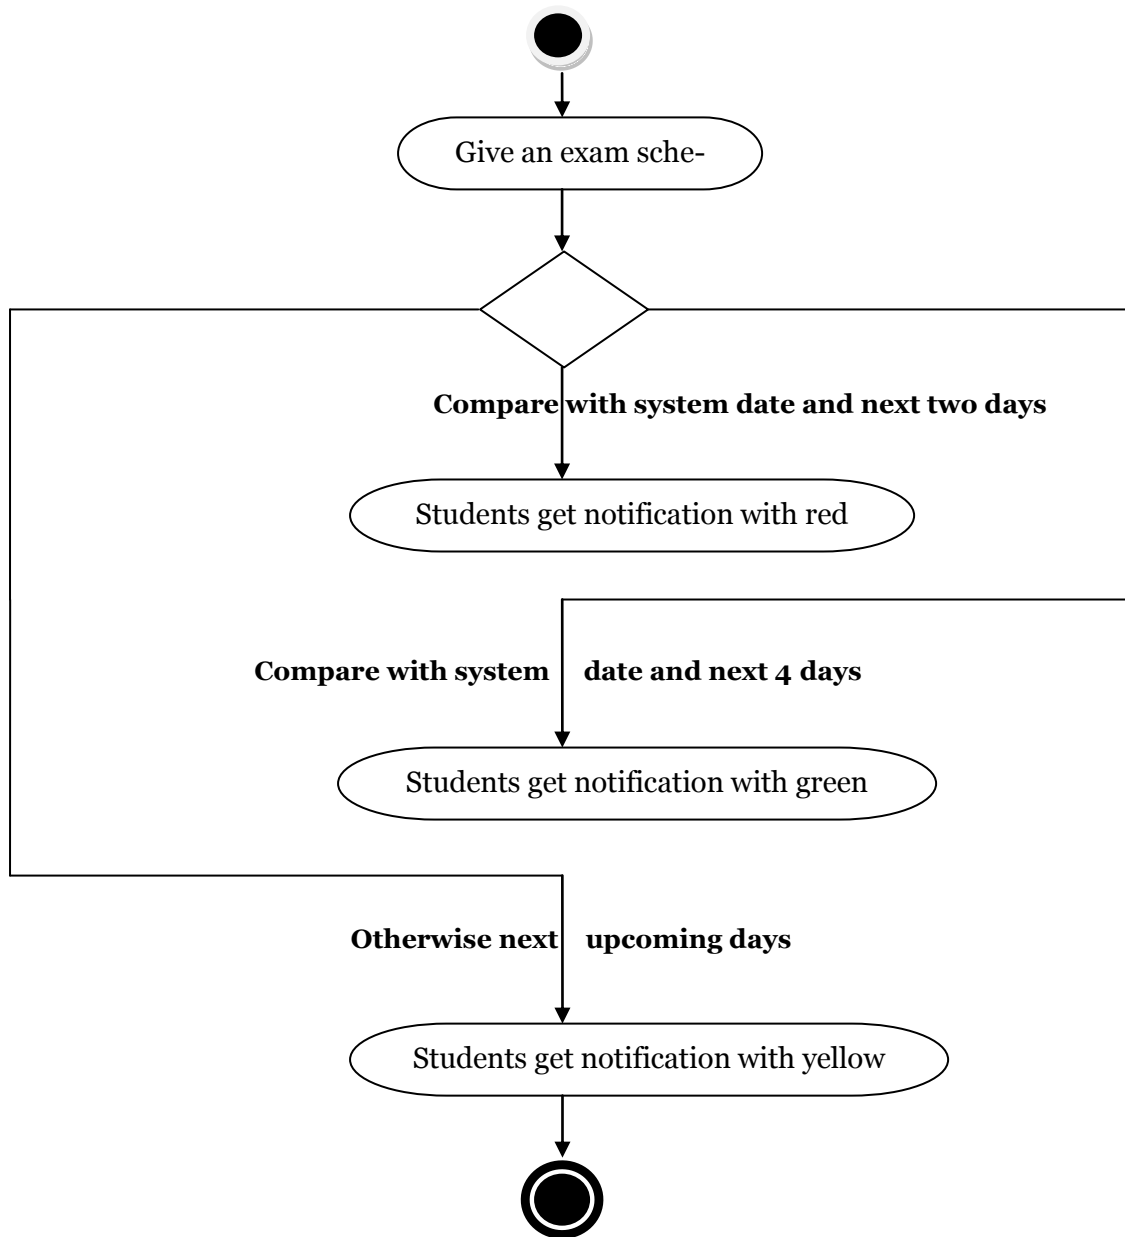 Give an exam sche-
Compare with system date and next two days
Students get notification with red
Compare with system date and next 4 days
Students get notification with green
Otherwise next upcoming days
Students get notification with yellow